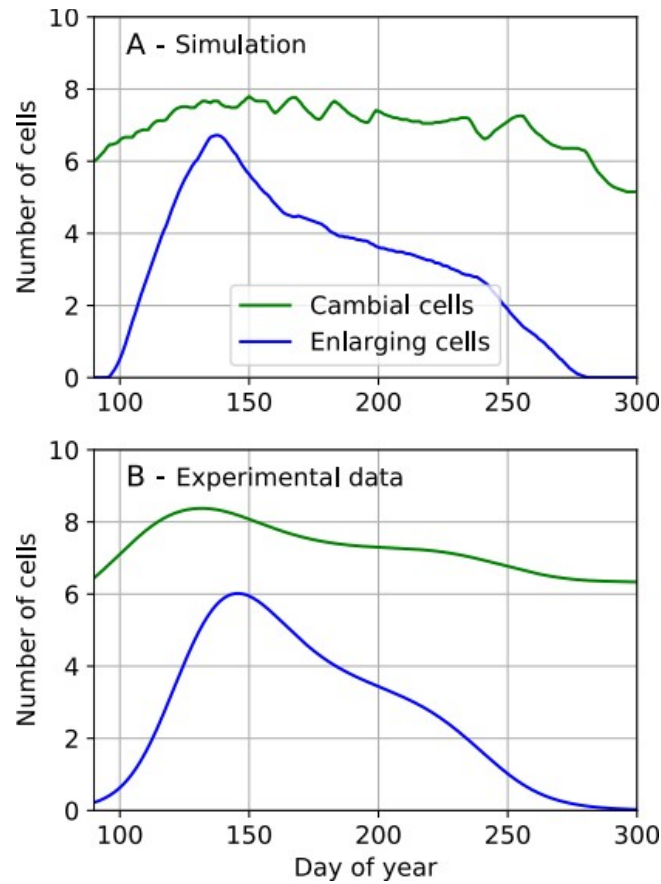 10
A - Simulation
8
6
4
2
0
Number of cells
Cambial cells
Enlarging cells
100 150 200 250 300
10
B - Experimental data
8
6
4
2
0
Number of cells
100 150 200 250 300
Day of year